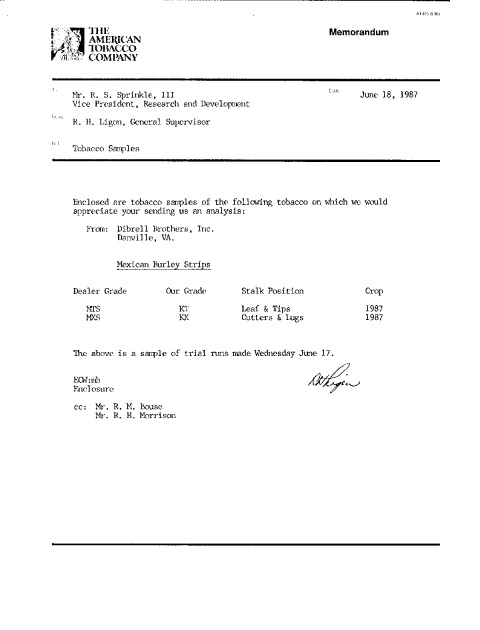 THE
AMERICAN
TOBACCO
COMPANY
Memorandum
To
Mr. R. S. Sprinkle, III
Vice President, Research and Development
Date
June 18, 1987
From
R. H. Ligon, General Supervisor
Tobacco Samples
Enclosed are tobacco samples of the following tobacco on which we would
appreciate your sending us an analysis:
From: Dibrell Brothers, Inc.
Danville, VA.
Mexican Burley Strips
Dealer Grade Our Grade Stalk Position Crop
MTS KT Leaf & Tips 1987
MXS KX Cutters & Lugs 1987
The above is a sample of trial runs made Wednesday June 17.
RHLigon
Enclosure
cc: Mr. R. M. Bouse
Mr. R. H. Morrison